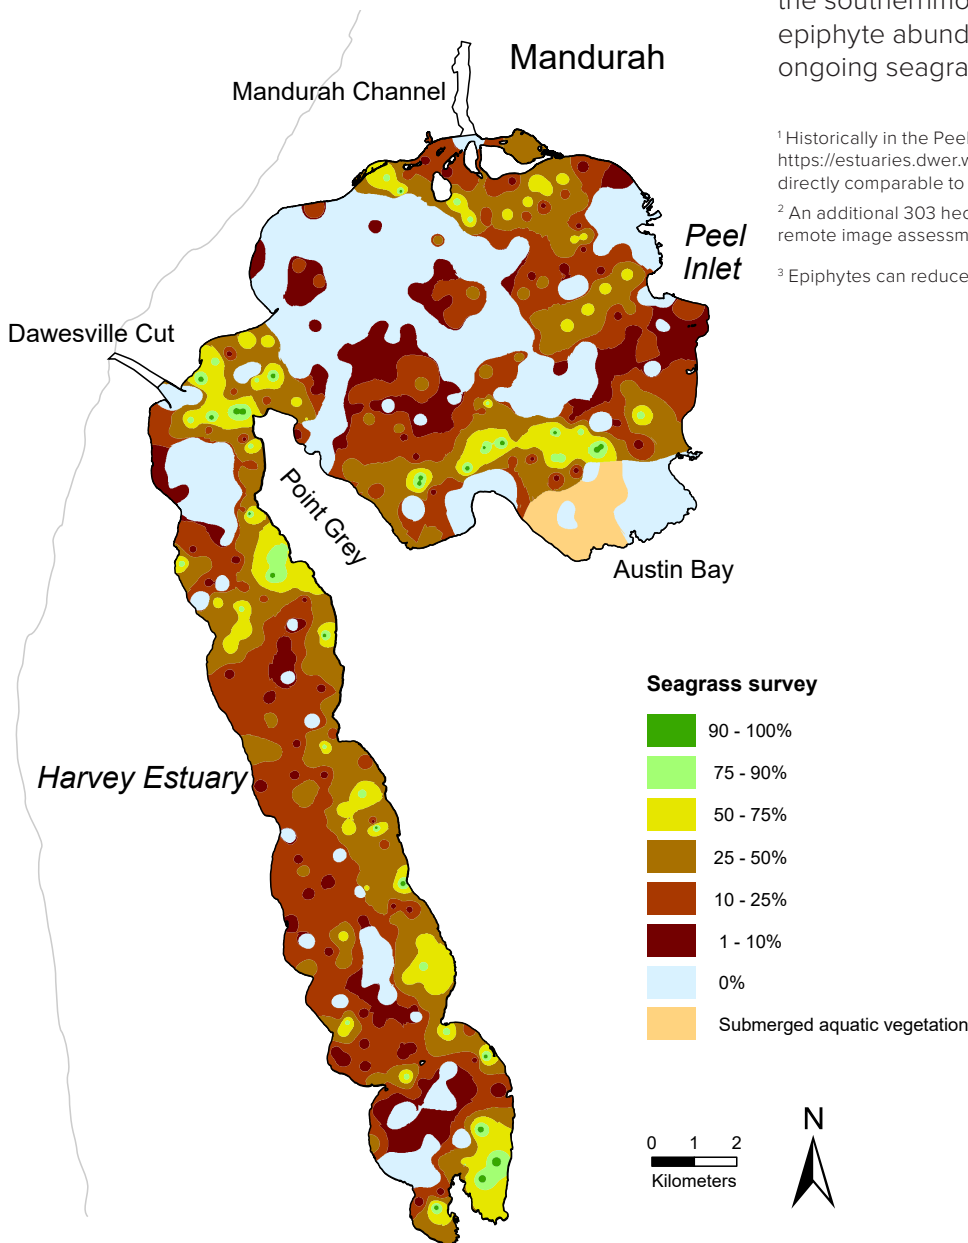 the southernmo
epiphyte abund
ongoing seagra
1 Historically in the Peel
https://estuaries.dwer.w
directly comparable to
2 An additional 303 hec
remote image assessm
3 Epiphytes can reduce
Mandurah
Mandurah Channel
Peel
Inlet
Dawesville Cut
Point Grey
Austin Bay
Harvey Estuary
Seagrass survey
90 - 100%
75 - 90%
50 - 75%
25 - 50%
10 - 25%
1 - 10%
0%
Submerged aquatic vegetation
0 1 2
Kilometers
N